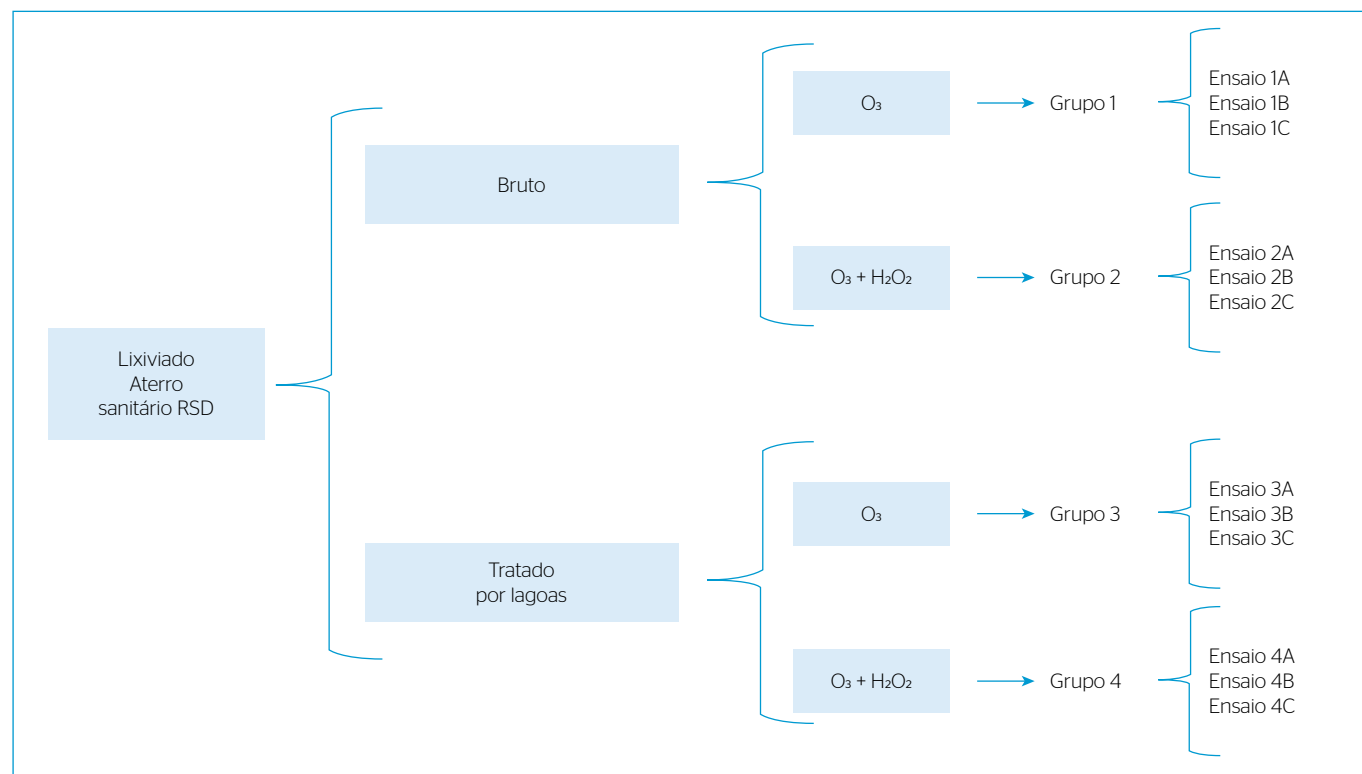 Lixiviado
Aterro
sanitário RSD
Bruto
O₃
Grupo 1
Ensaio 1A
Ensaio 1B
Ensaio 1C
O₃ + H₂O₂
Grupo 2
Ensaio 2A
Ensaio 2B
Ensaio 2C
Tratado
por lagoas
O₃
Grupo 3
Ensaio 3A
Ensaio 3B
Ensaio 3C
O₃ + H₂O₂
Grupo 4
Ensaio 4A
Ensaio 4B
Ensaio 4C